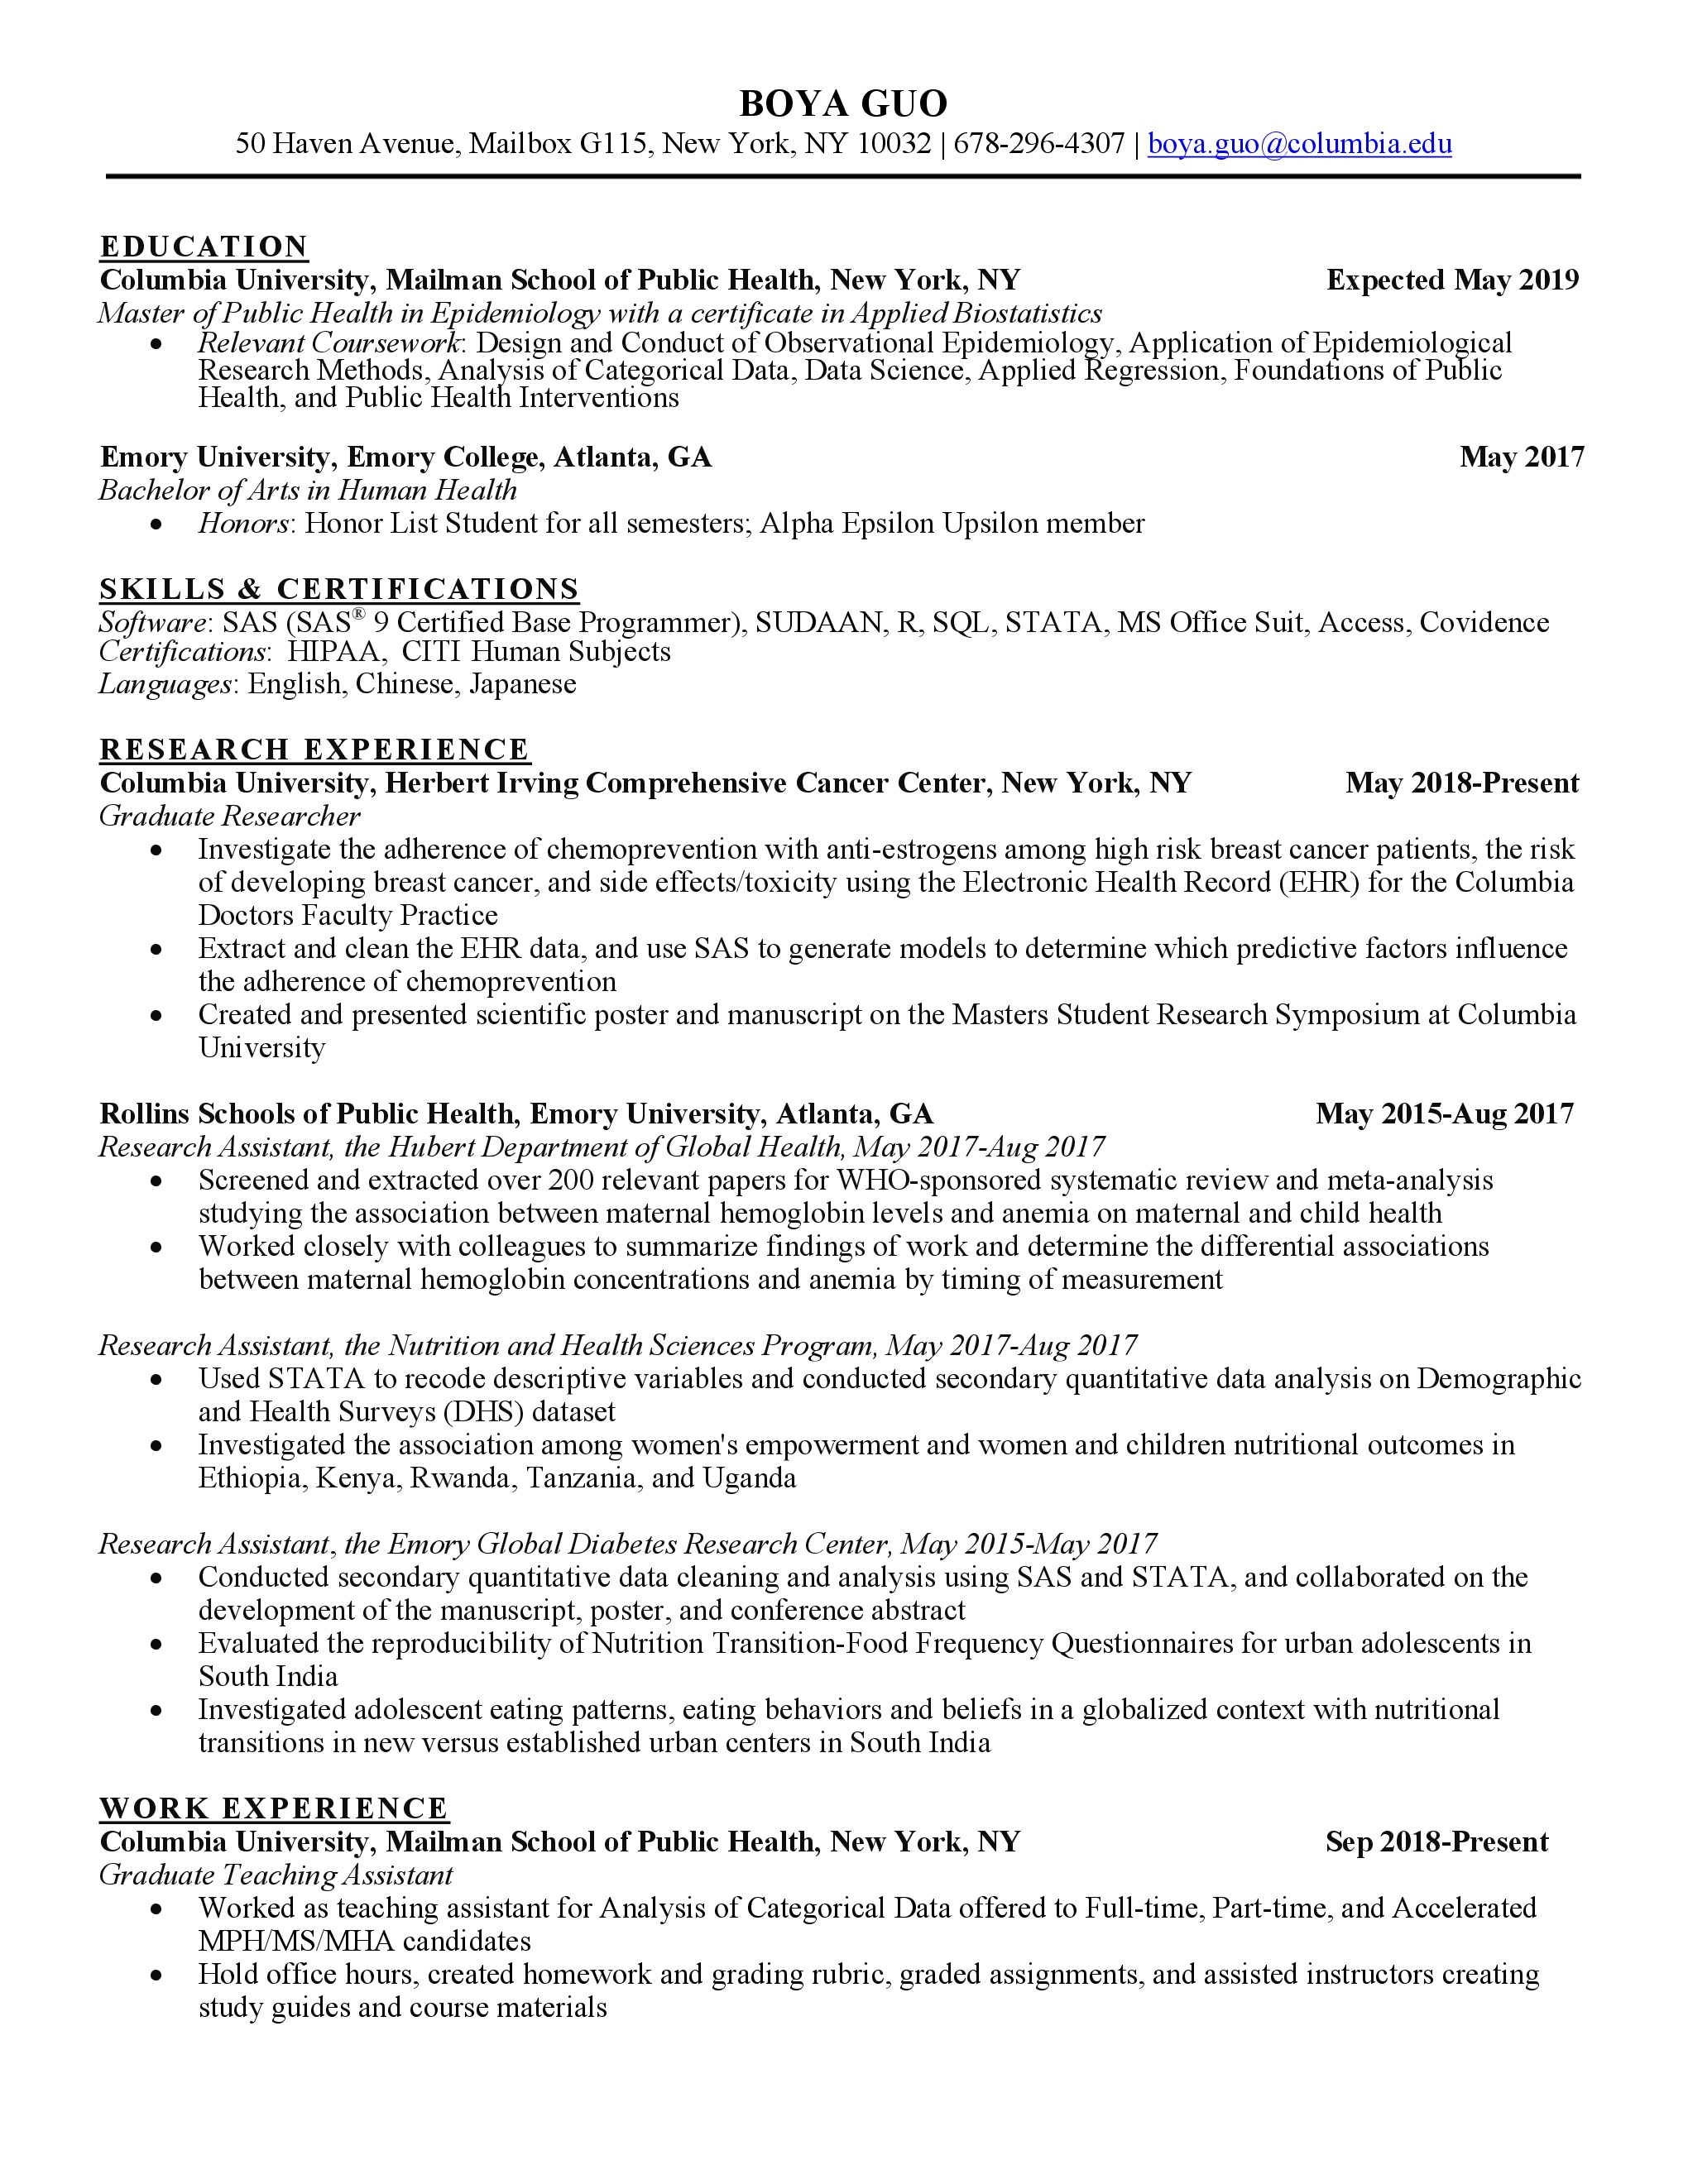 BOYA GUO
50 Haven Avenue, Mailbox G115, New York, NY 10032 | 678-296-4307 | boya.guo@columbia.edu
EDUCATION
Columbia University, Mailman School of Public Health, New York, NY Expected May 2019
Master of Public Health in Epidemiology with a certificate in Applied Biostatistics
• Relevant Coursework: Design and Conduct of Observational Epidemiology, Application of Epidemiological
Research Methods, Analysis of Categorical Data, Data Science, Applied Regression, Foundations of Public
Health, and Public Health Interventions
Emory University, Emory College, Atlanta, GA May 2017
Bachelor of Arts in Human Health
• Honors: Honor List Student for all semesters; Alpha Epsilon Upsilon member
SKILLS & CERTIFICATIONS
Software: SAS (SAS® 9 Certified Base Programmer), SUDAAN, R, SQL, STATA, MS Office Suit, Access, Covidence
Certifications: HIPAA, CITI Human Subjects
Languages: English, Chinese, Japanese
RESEARCH EXPERIENCE
Columbia University, Herbert Irving Comprehensive Cancer Center, New York, NY May 2018-Present
Graduate Researcher
• Investigate the adherence of chemoprevention with anti-estrogens among high risk breast cancer patients, the risk
of developing breast cancer, and side effects/toxicity using the Electronic Health Record (EHR) for the Columbia
Doctors Faculty Practice
• Extract and clean the EHR data, and use SAS to generate models to determine which predictive factors influence
the adherence of chemoprevention
• Created and presented scientific poster and manuscript on the Masters Student Research Symposium at Columbia
University
Rollins Schools of Public Health, Emory University, Atlanta, GA May 2015-Aug 2017
Research Assistant, the Hubert Department of Global Health, May 2017-Aug 2017
• Screened and extracted over 200 relevant papers for WHO-sponsored systematic review and meta-analysis
studying the association between maternal hemoglobin levels and anemia on maternal and child health
• Worked closely with colleagues to summarize findings of work and determine the differential associations
between maternal hemoglobin concentrations and anemia by timing of measurement
Research Assistant, the Nutrition and Health Sciences Program, May 2017-Aug 2017
• Used STATA to recode descriptive variables and conducted secondary quantitative data analysis on Demographic
and Health Surveys (DHS) dataset
• Investigated the association among women's empowerment and women and children nutritional outcomes in
Ethiopia, Kenya, Rwanda, Tanzania, and Uganda
Research Assistant, the Emory Global Diabetes Research Center, May 2015-May 2017
• Conducted secondary quantitative data cleaning and analysis using SAS and STATA, and collaborated on the
development of the manuscript, poster, and conference abstract
• Evaluated the reproducibility of Nutrition Transition-Food Frequency Questionnaires for urban adolescents in
South India
• Investigated adolescent eating patterns, eating behaviors and beliefs in a globalized context with nutritional
transitions in new versus established urban centers in South India
WORK EXPERIENCE
Columbia University, Mailman School of Public Health, New York, NY Sep 2018-Present
Graduate Teaching Assistant
• Worked as teaching assistant for Analysis of Categorical Data offered to Full-time, Part-time, and Accelerated
MPH/MS/MHA candidates
• Hold office hours, created homework and grading rubric, graded assignments, and assisted instructors creating
study guides and course materials